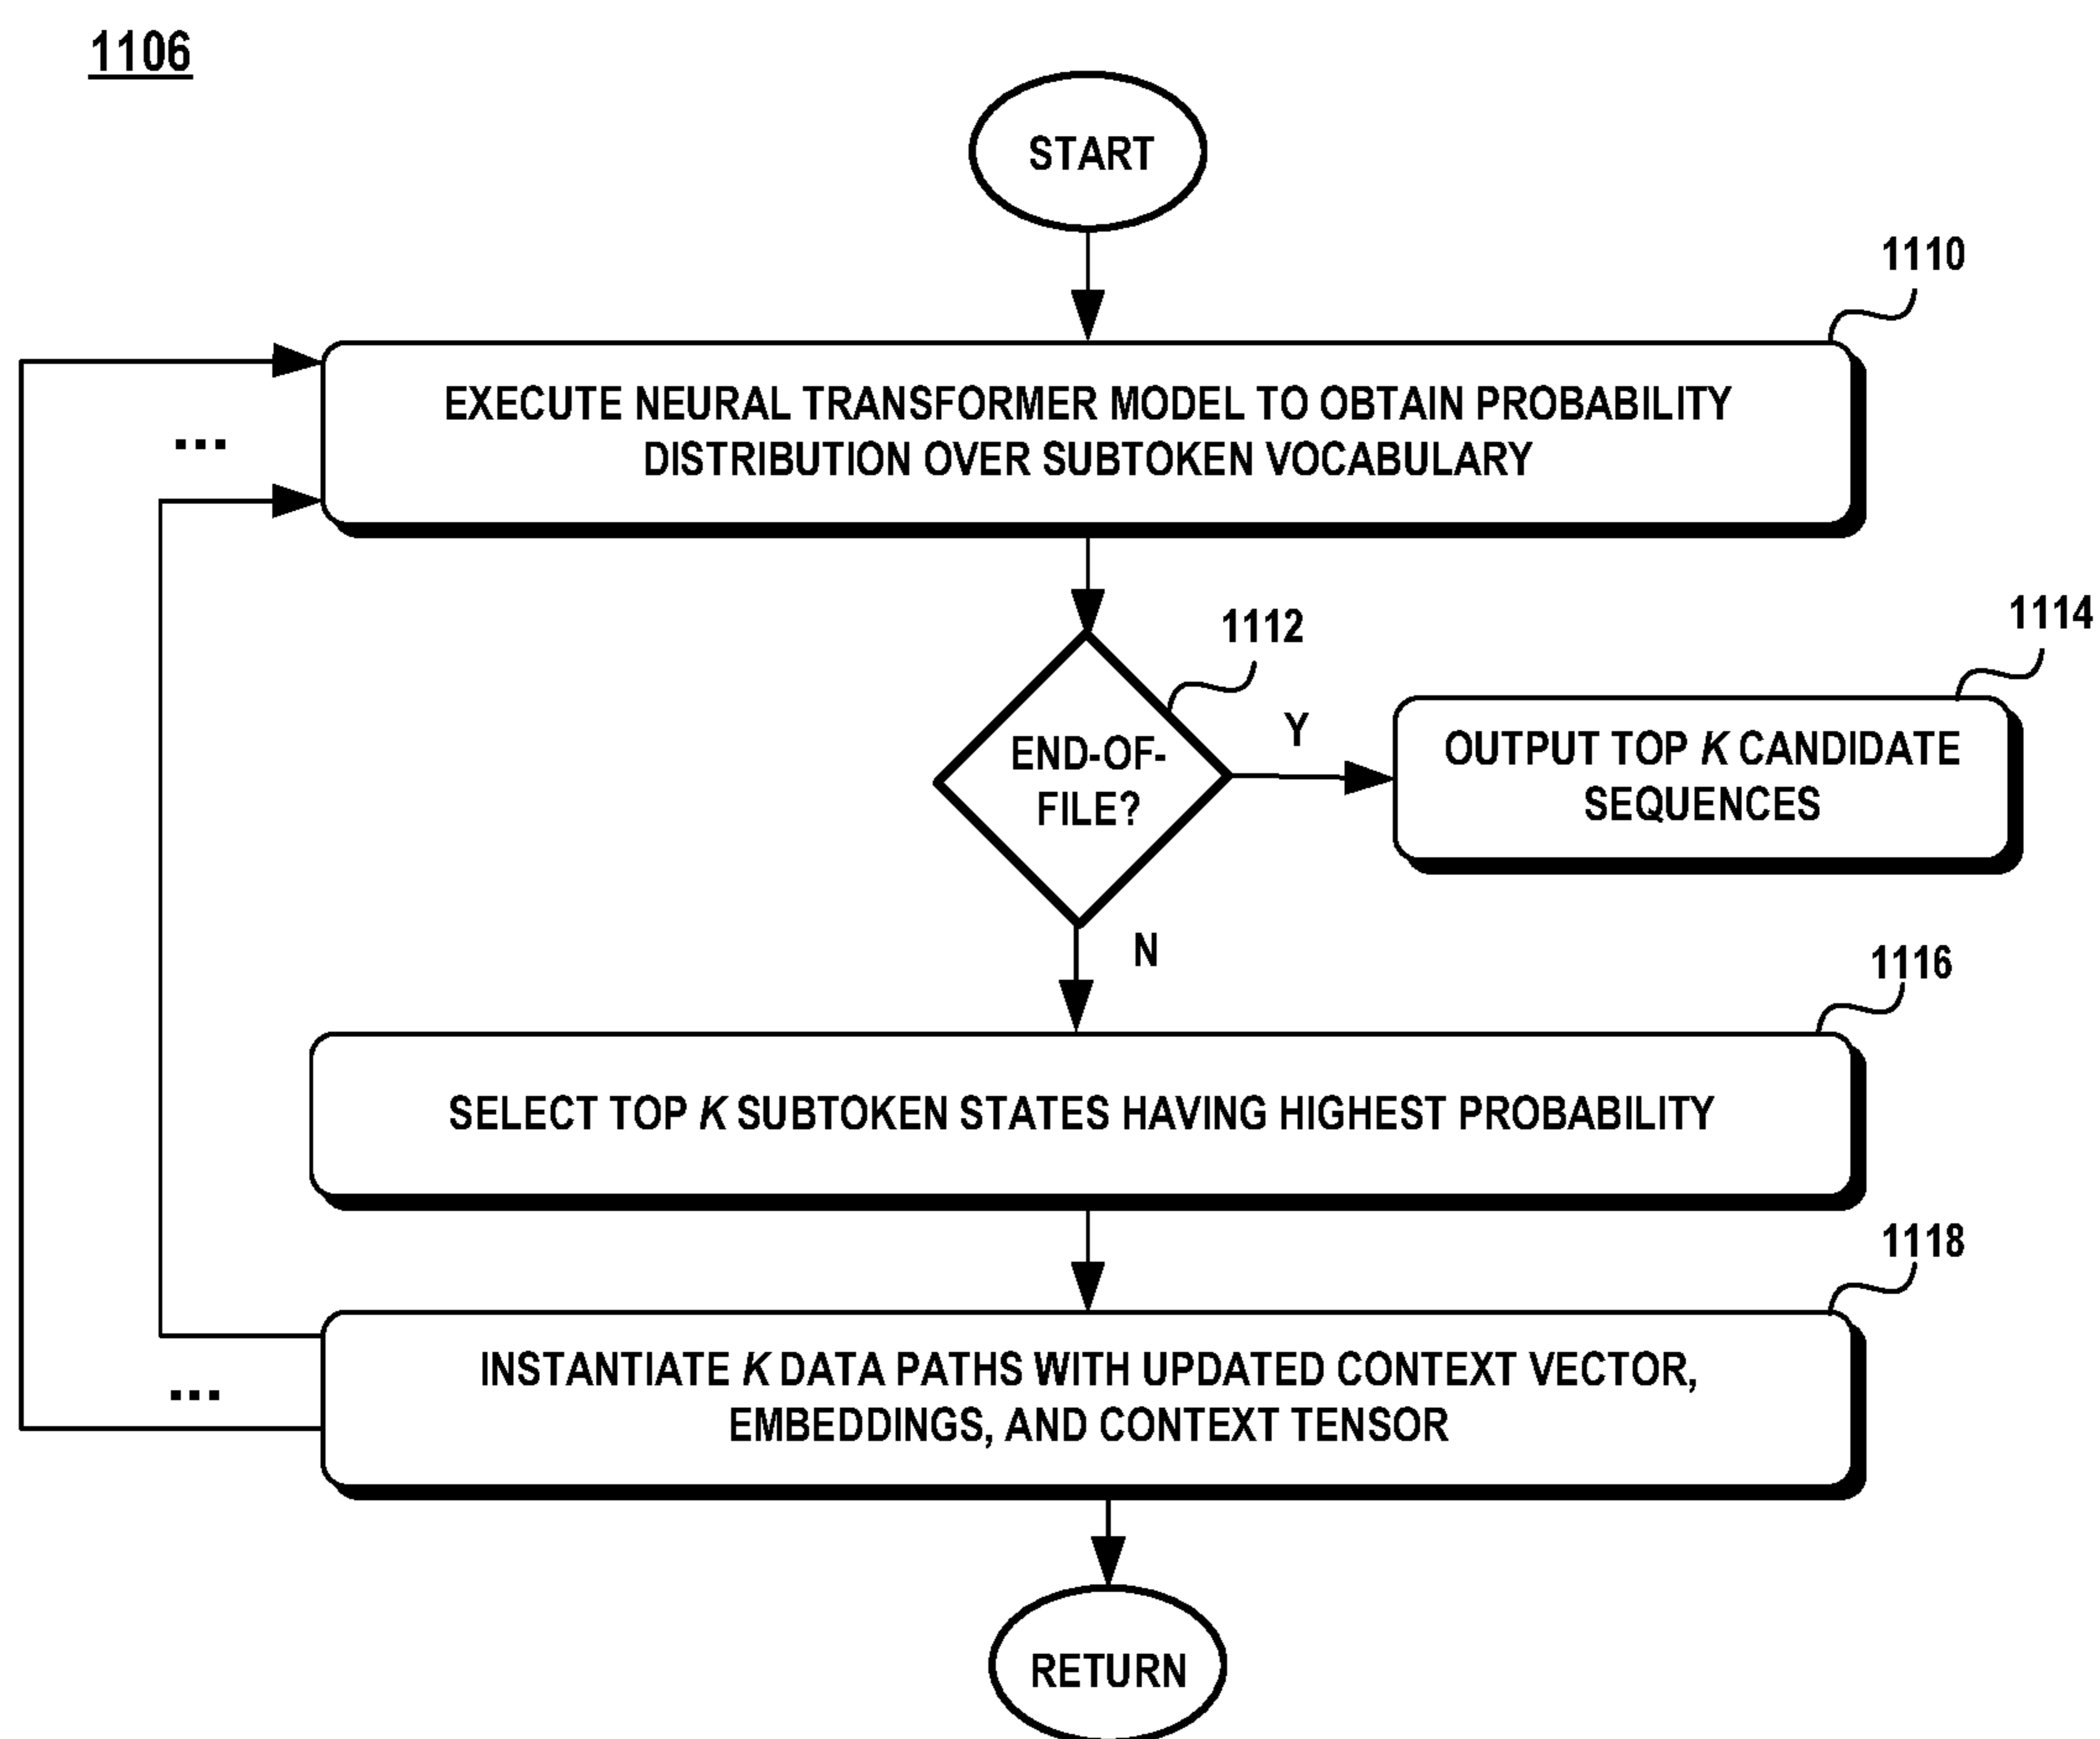 1106
START
1110
EXECUTE NEURAL TRANSFORMER MODEL TO OBTAIN PROBABILITY
DISTRIBUTION OVER SUBTOKEN VOCABULARY
...
1112
1114
END-OF-
FILE?
Y
OUTPUT TOP K CANDIDATE
SEQUENCES
N
1116
SELECT TOP K SUBTOKEN STATES HAVING HIGHEST PROBABILITY
1118
INSTANTIATE K DATA PATHS WITH UPDATED CONTEXT VECTOR,
EMBEDDINGS, AND CONTEXT TENSOR
...
RETURN